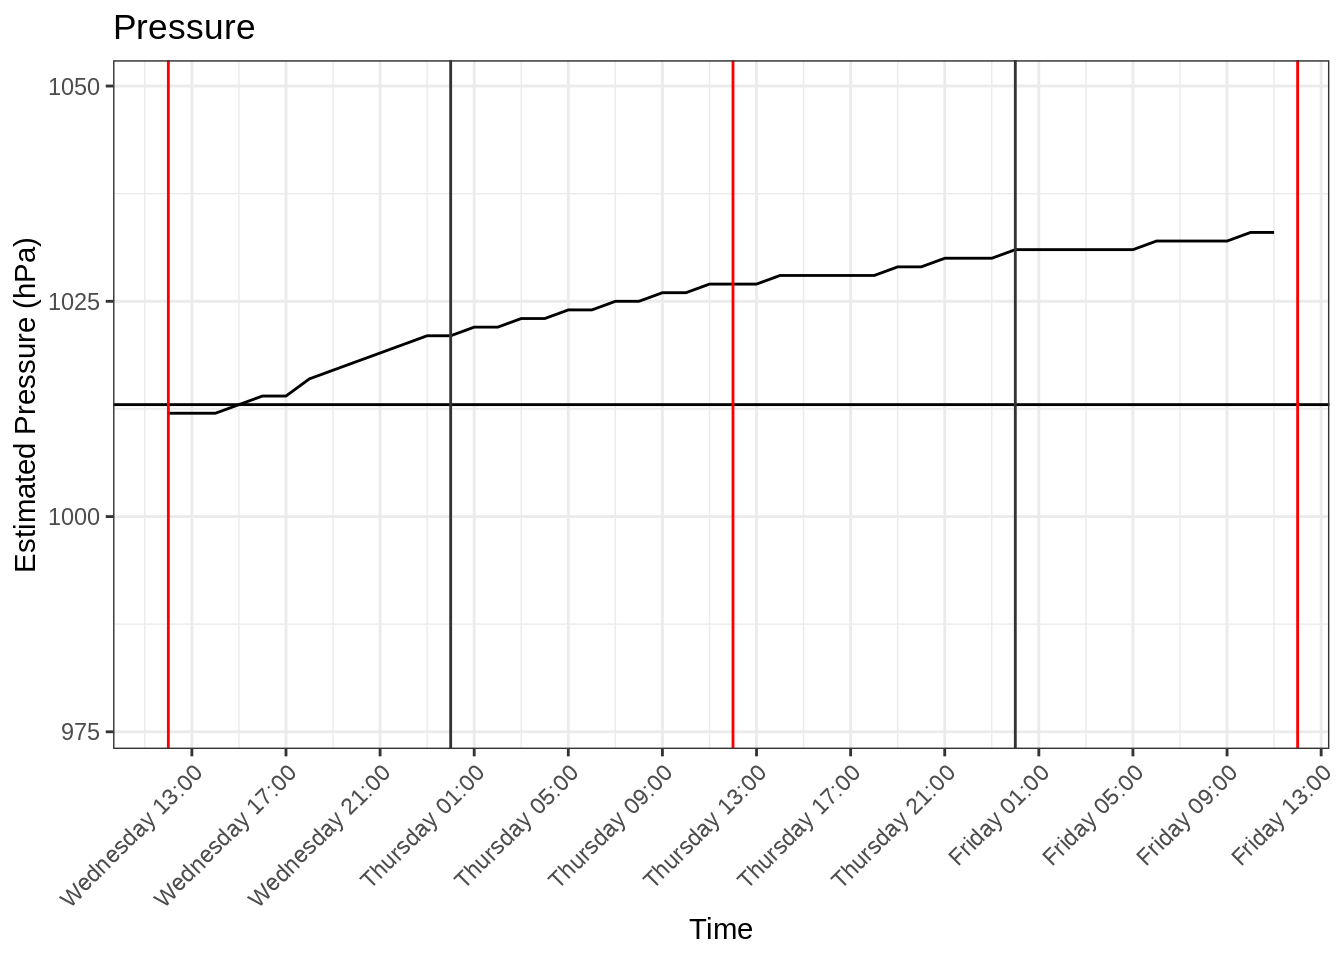 Pressure
Estimated Pressure (hPa)
1050
1025
1000
975
Wednesday 13:00
Wednesday 17:00
Wednesday 21:00
Thursday 01:00
Thursday 05:00
Thursday 09:00
Thursday 13:00
Thursday 17:00
Thursday 21:00
Friday 01:00
Friday 05:00
Friday 09:00
Friday 13:00
Time